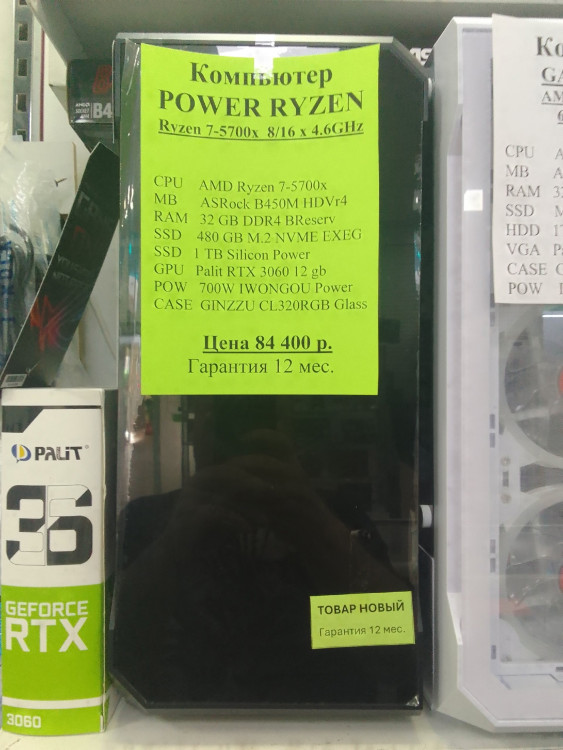 Компьютер
POWER RYZEN
Ryzen 7-5700x 8/16 x 4.6GHz
CPU AMD Ryzen 7-5700x
MB ASRock B450M HDVr4
RAM 32 GB DDR4 BReserv
SSD 480 GB M.2 NVME EXEG
SSD 1 TB Silicon Power
GPU Palit RTX 3060 12 gb
POW 700W IWONGOU Power
CASE GINZZU CL320RGB Glass
Цена 84 400 р.
Гарантия 12 мес.
ТОВАР НОВЫЙ
Гарантия 12 мес.
PALIT
36
GEFORCE
RTX
3060
B4
CPU
MB
RAM
SSD
HDD
VGA
CASE
POW